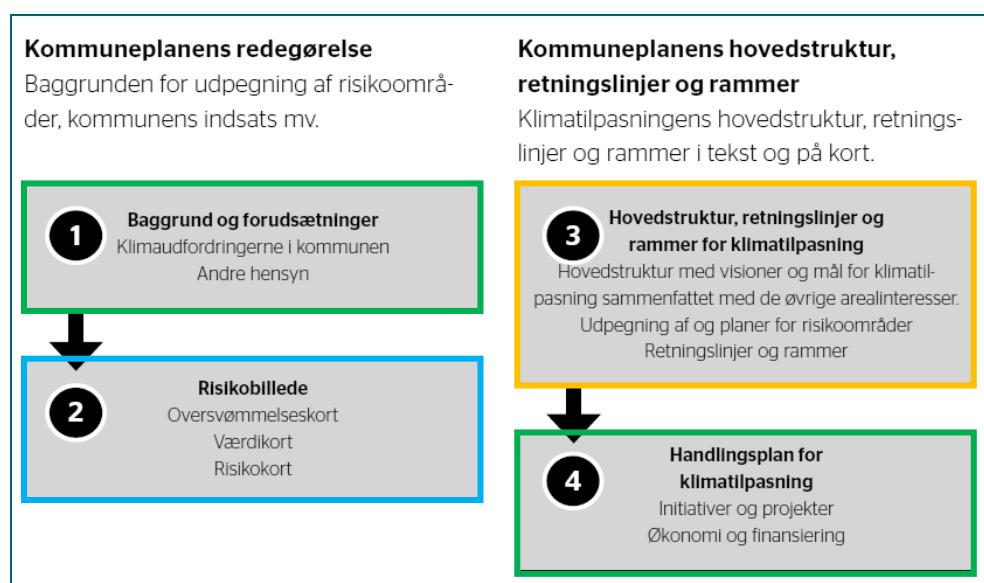 Kommuneplanens redegørelse
Baggrunden for udpegning af risikoområ-
der, kommunens indsats mv.
1
Baggrund og forudsætninger
Klimaudfordringerne i kommunen
Andre hensyn
2
Risikobillede
Oversvømmelseskort
Værdikort
Risikokort
Kommuneplanens hovedstruktur,
retningslinjer og rammer
Klimatilpasningens hovedstruktur, retnings-
linjer og rammer i tekst og på kort.
3
Hovedstruktur, retningslinjer og
rammer for klimatilpasning
Hovedstruktur med visioner og mål for klimatil-
pasning sammenfattet med de øvrige arealinteresser.
Udpegning af og planer for risikoområder
Retningslinjer og rammer
4
Handlingsplan for
klimatilpasning
Initiativer og projekter
Økonomi og finansiering